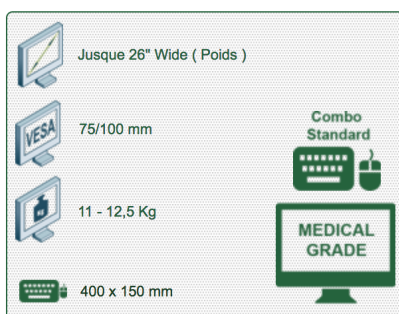 Jusque 26" Wide ( Poids )
VESA
75/100 mm
Combo
Standard
KG
11 - 12,5 Kg
MEDICAL
GRADE
400 x 150 mm